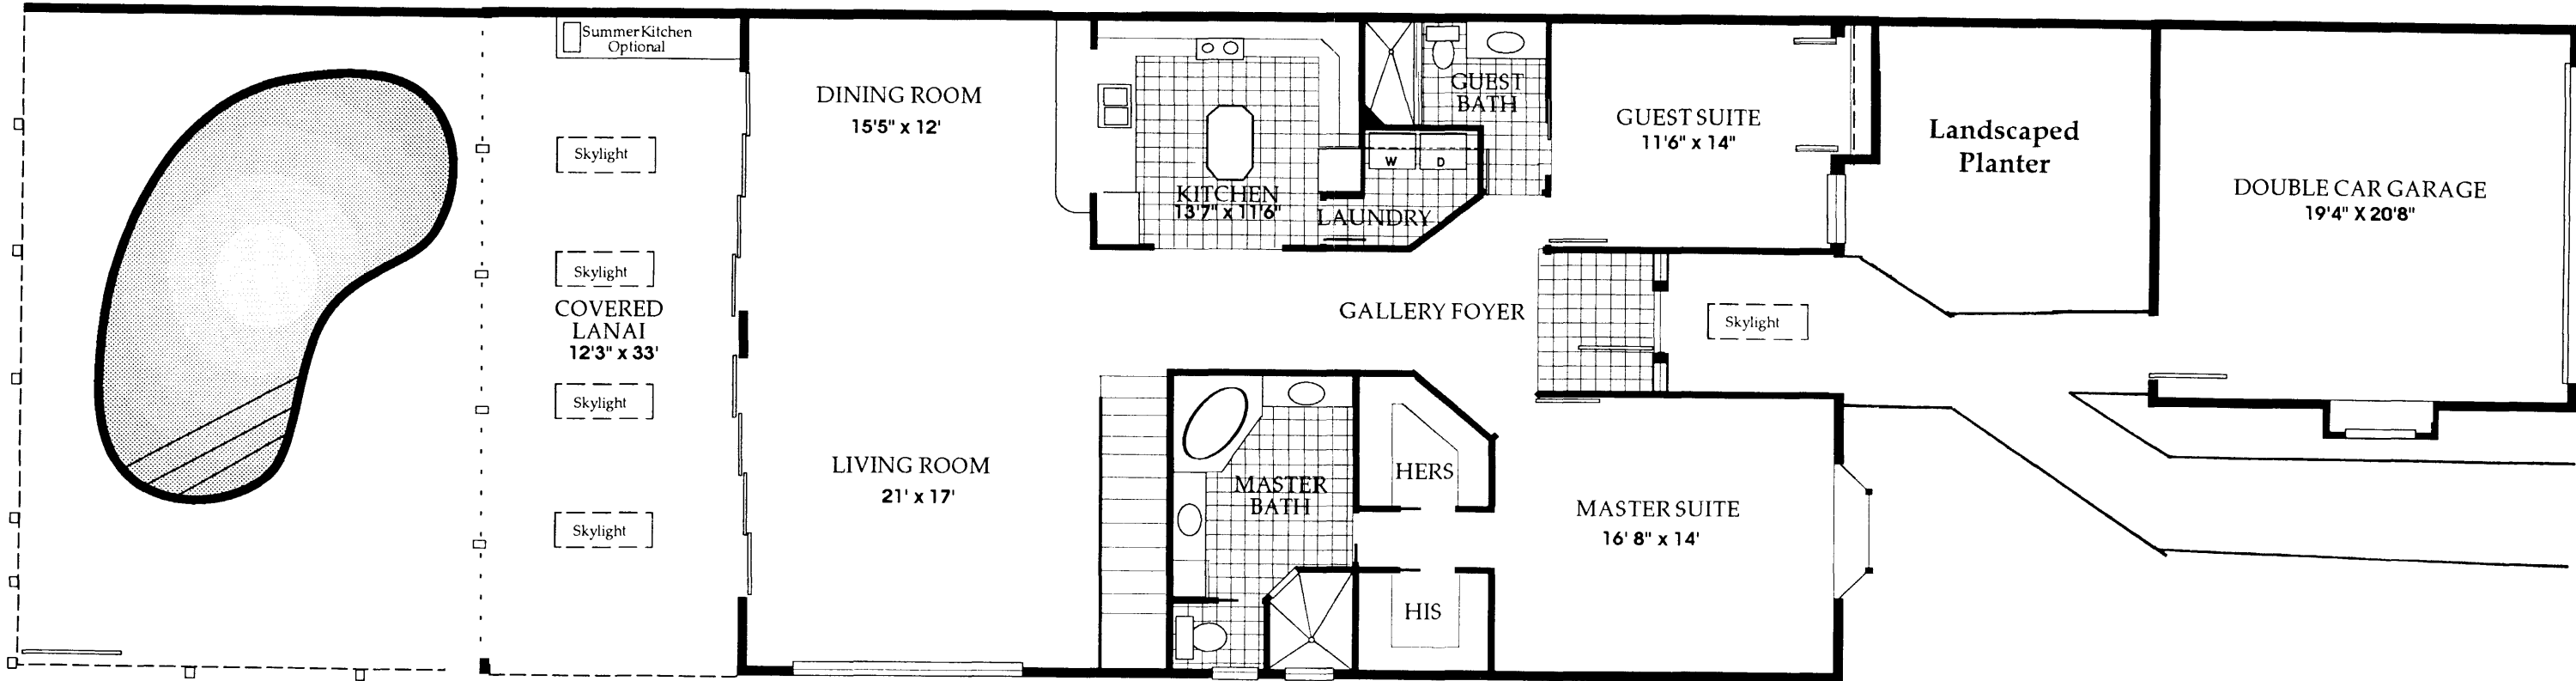 SummerKitchen
Optional
Skylight
Skylight
COVERED
LANAI
12'3" x 33'
Skylight
Skylight
DINING ROOM
15'5" x 12'
LIVING ROOM
21' x 17'
KITCHEN
13'7" x 11'6"
GUEST
BATH
W D
LAUNDRY
GUEST SUITE
11'6" x 14"
GALLERY FOYER
Skylight
MASTER
BATH
HERS
HIS
MASTER SUITE
16' 8" x 14'
Landscaped
Planter
DOUBLE CAR GARAGE
19'4" X 20'8"